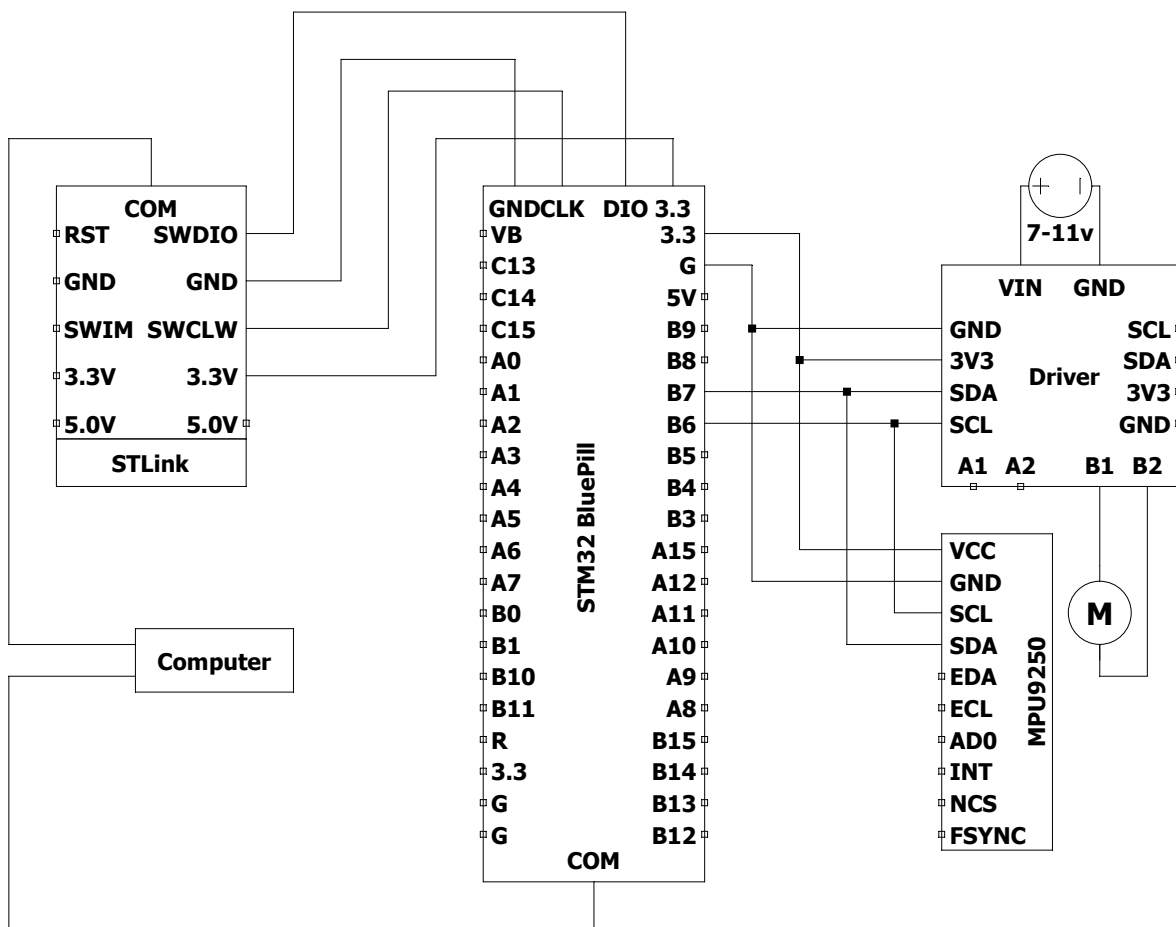 COM
RST SWDIO
GND GND
SWIM SWCLW
3.3V 3.3V
5.0V 5.0V
STLink
Computer
GNDCLK DIO 3.3
VB 3.3
C13 G
C14 5V
C15 B9
A0 B8
A1 B7
A2 B6
A3 B5
A4 B4
A5 B3
A6 A15
A7 A12
B0 A11
B1 A10
B10 A9
B11 A8
R B15
3.3 B14
G B13
G B12
COM
STM32 BluePill
+ −
7-11v
VIN GND
GND SCL
3V3 SDA
Driver
SDA 3V3
SCL GND
A1 A2 B1 B2
M
VCC
GND
SCL
SDA
EDA
ECL
AD0
INT
NCS
FSYNC
MPU9250